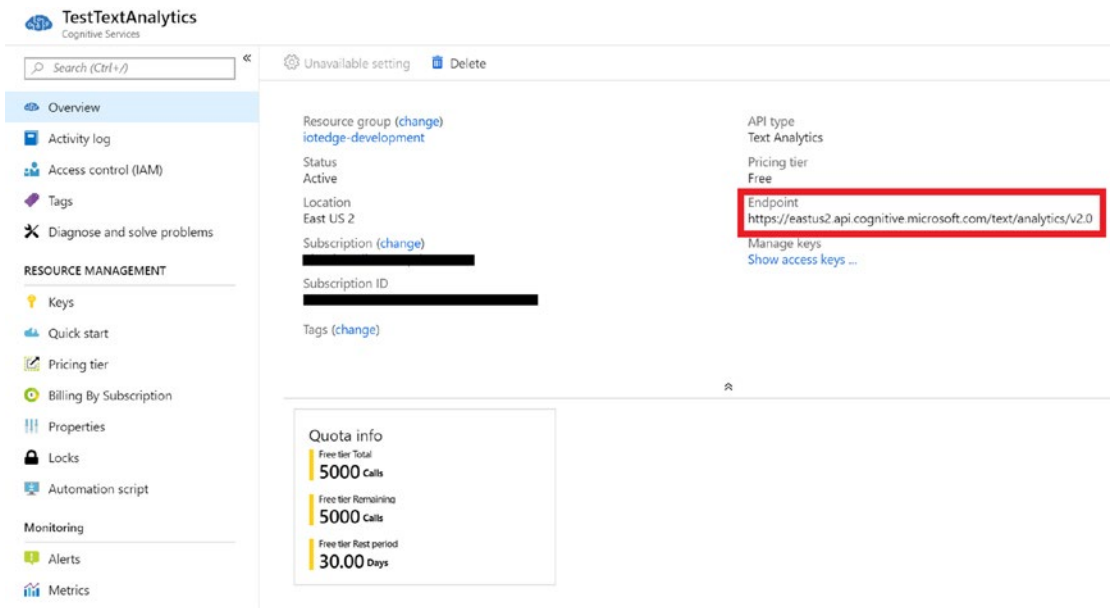 TestTextAnalytics
Cognitive Services
Search (Ctrl+/)
«
Overview
Activity log
Access control (IAM)
Tags
Diagnose and solve problems
RESOURCE MANAGEMENT
Keys
Quick start
Pricing tier
Billing By Subscription
Properties
Locks
Automation script
Monitoring
Alerts
Metrics
Unavailable setting
Delete
Resource group (change)
iotedge-development
Status
Active
Location
East US 2
Subscription (change)
Subscription ID
Tags (change)
API type
Text Analytics
Pricing tier
Free
Endpoint
https://eastus2.api.cognitive.microsoft.com/text/analytics/v2.0
Manage keys
Show access keys ...
Quota info
Free tier Total
5000 Calls
Free tier Remaining
5000 Calls
Free tier Rest period
30.00 Days